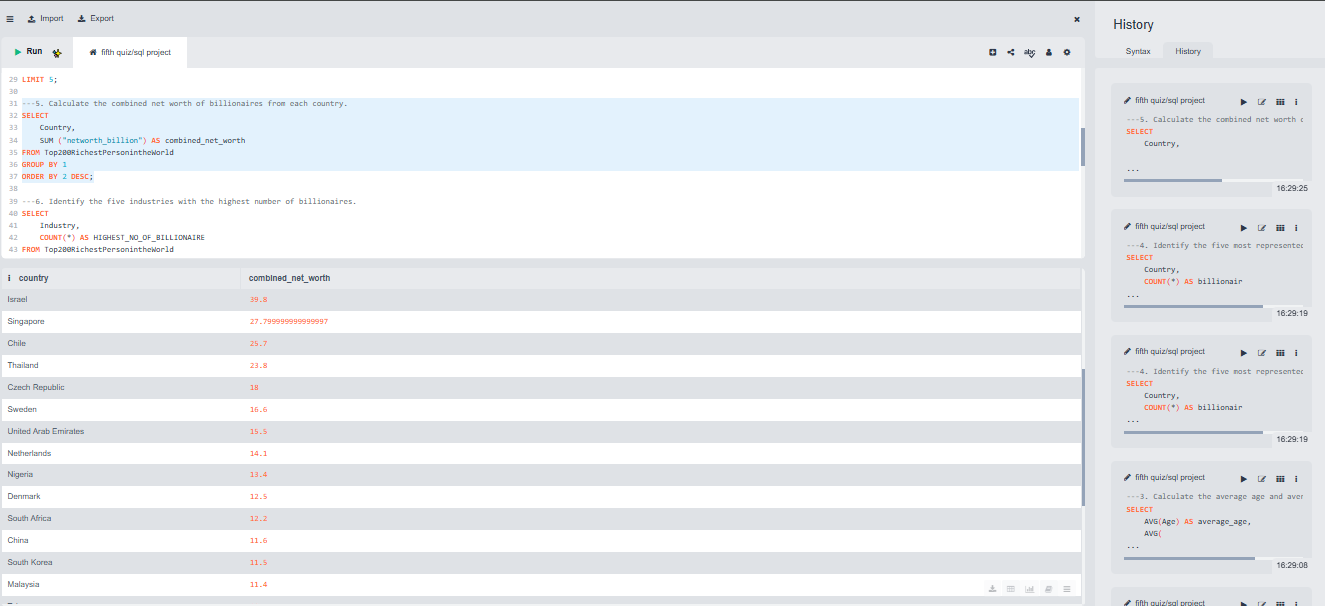 Import Export
Run fifth quiz/sql project
29 LIMIT 5;
30
31 ---5. Calculate the combined net worth of billionaires from each country.
32 SELECT
33 Country,
34 SUM ("networth_billion") AS combined_net_worth
35 FROM Top200RichestPersonintheWorld
36 GROUP BY 1
37 ORDER BY 2 DESC;
38
39 ---6. Identify the five industries with the highest number of billionaires.
40 SELECT
41 Industry,
42 COUNT(*) AS HIGHEST_NO_OF_BILLIONAIRE
43 FROM Top200RichestPersonintheWorld
abc
country combined_net_worth
Israel 39.8
Singapore 27.799999999999997
Chile 25.7
Thailand 23.8
Czech Republic 18
Sweden 16.6
United Arab Emirates 15.5
Netherlands 14.1
Nigeria 13.4
Denmark 12.5
South Africa 12.2
China 11.6
South Korea 11.5
Malaysia 11.4
History
Syntax History
fifth quiz/sql project
---5. Calculate the combined net worth c
SELECT
Country,
...
16:29:25
fifth quiz/sql project
---4. Identify the five most represented
SELECT
Country,
COUNT(*) AS billionair
...
16:29:19
fifth quiz/sql project
---4. Identify the five most represented
SELECT
Country,
COUNT(*) AS billionair
...
16:29:19
fifth quiz/sql project
---3. Calculate the average age and aver
SELECT
AVG(Age) AS average_age,
AVG(
...
16:29:08
fifth quiz/sql project